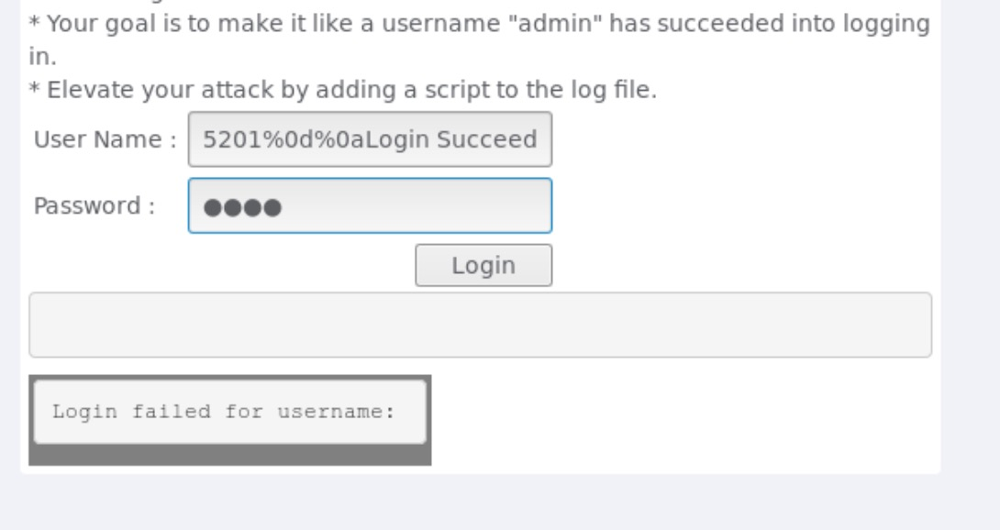 * Your goal is to make it like a username "admin" has succeeded into logging
in.
* Elevate your attack by adding a script to the log file.
User Name : 5201%0d%0aLogin Succeed
Password : ●●●●
Login
Login failed for username: